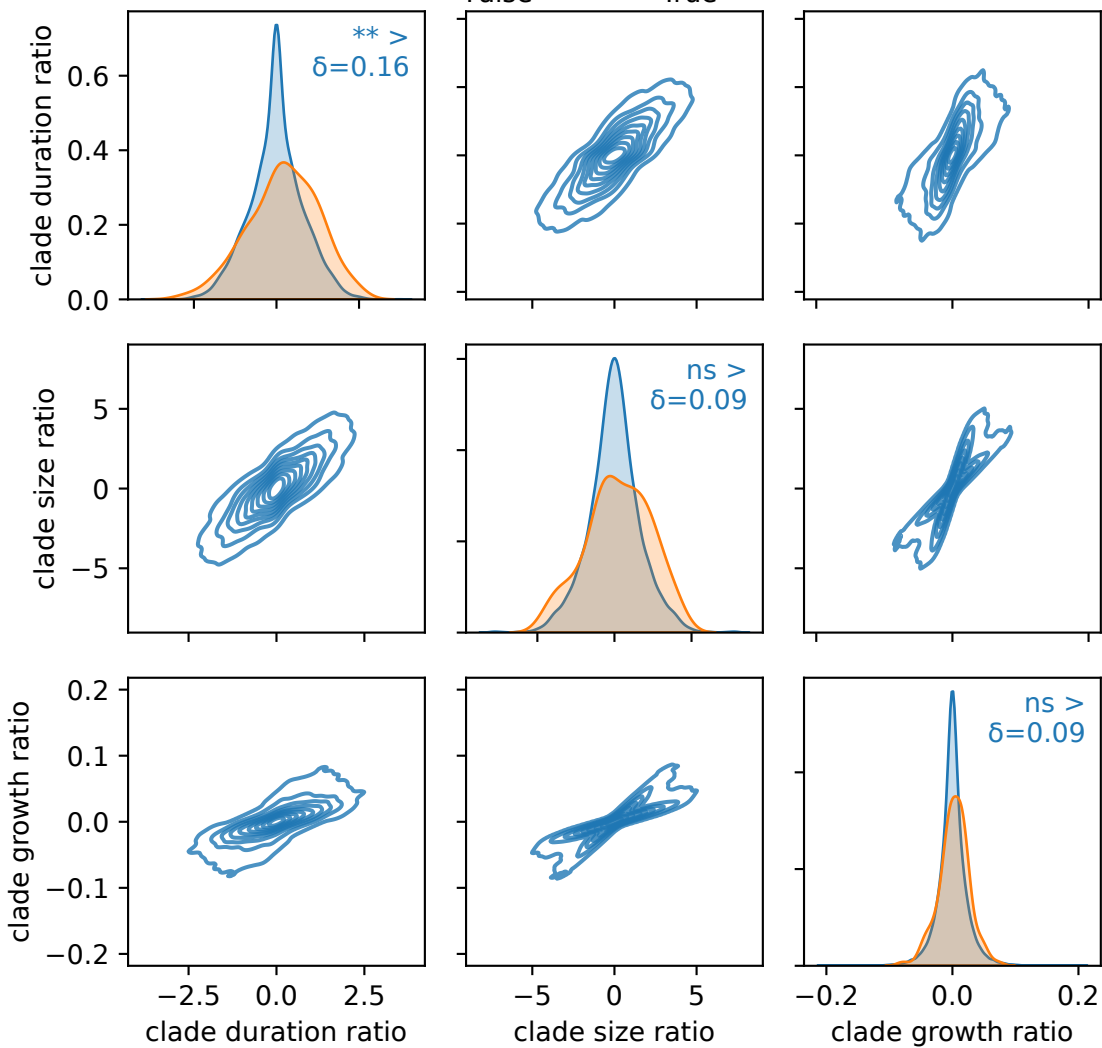 False True
clade duration ratio
0.6
0.4
0.2
0.0
** >
δ=0.16
clade size ratio
5
0
−5
ns >
δ=0.09
clade growth ratio
0.2
0.1
0.0
−0.1
−0.2
ns >
δ=0.09
−2.5 0.0 2.5
clade duration ratio
−5 0 5
clade size ratio
−0.2 0.0 0.2
clade growth ratio